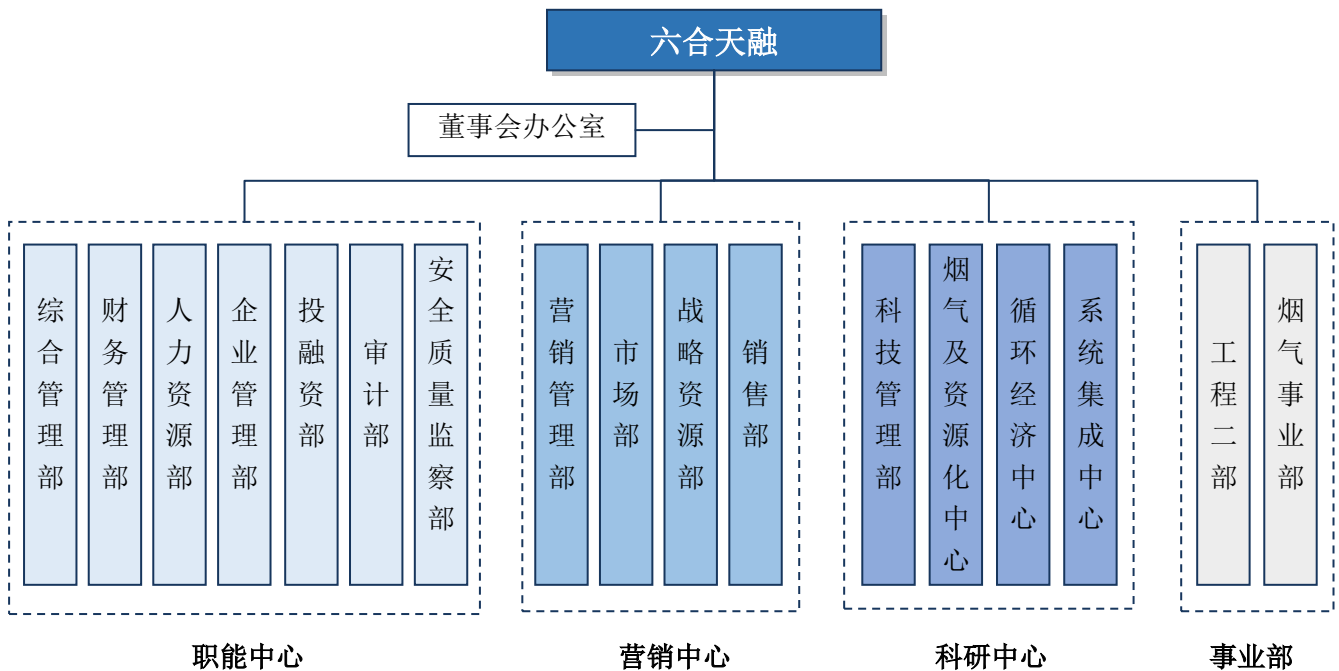 六合天融
董事会办公室
综合管理部
财务管理部
人力资源部
企业管理部
投融资部
审计部
安全质量监察部
营销管理部
市场部
战略资源部
销售部
科技管理部
烟气及资源化中心
循环经济中心
系统集成中心
工程二部
烟气事业部
职能中心
营销中心
科研中心
事业部